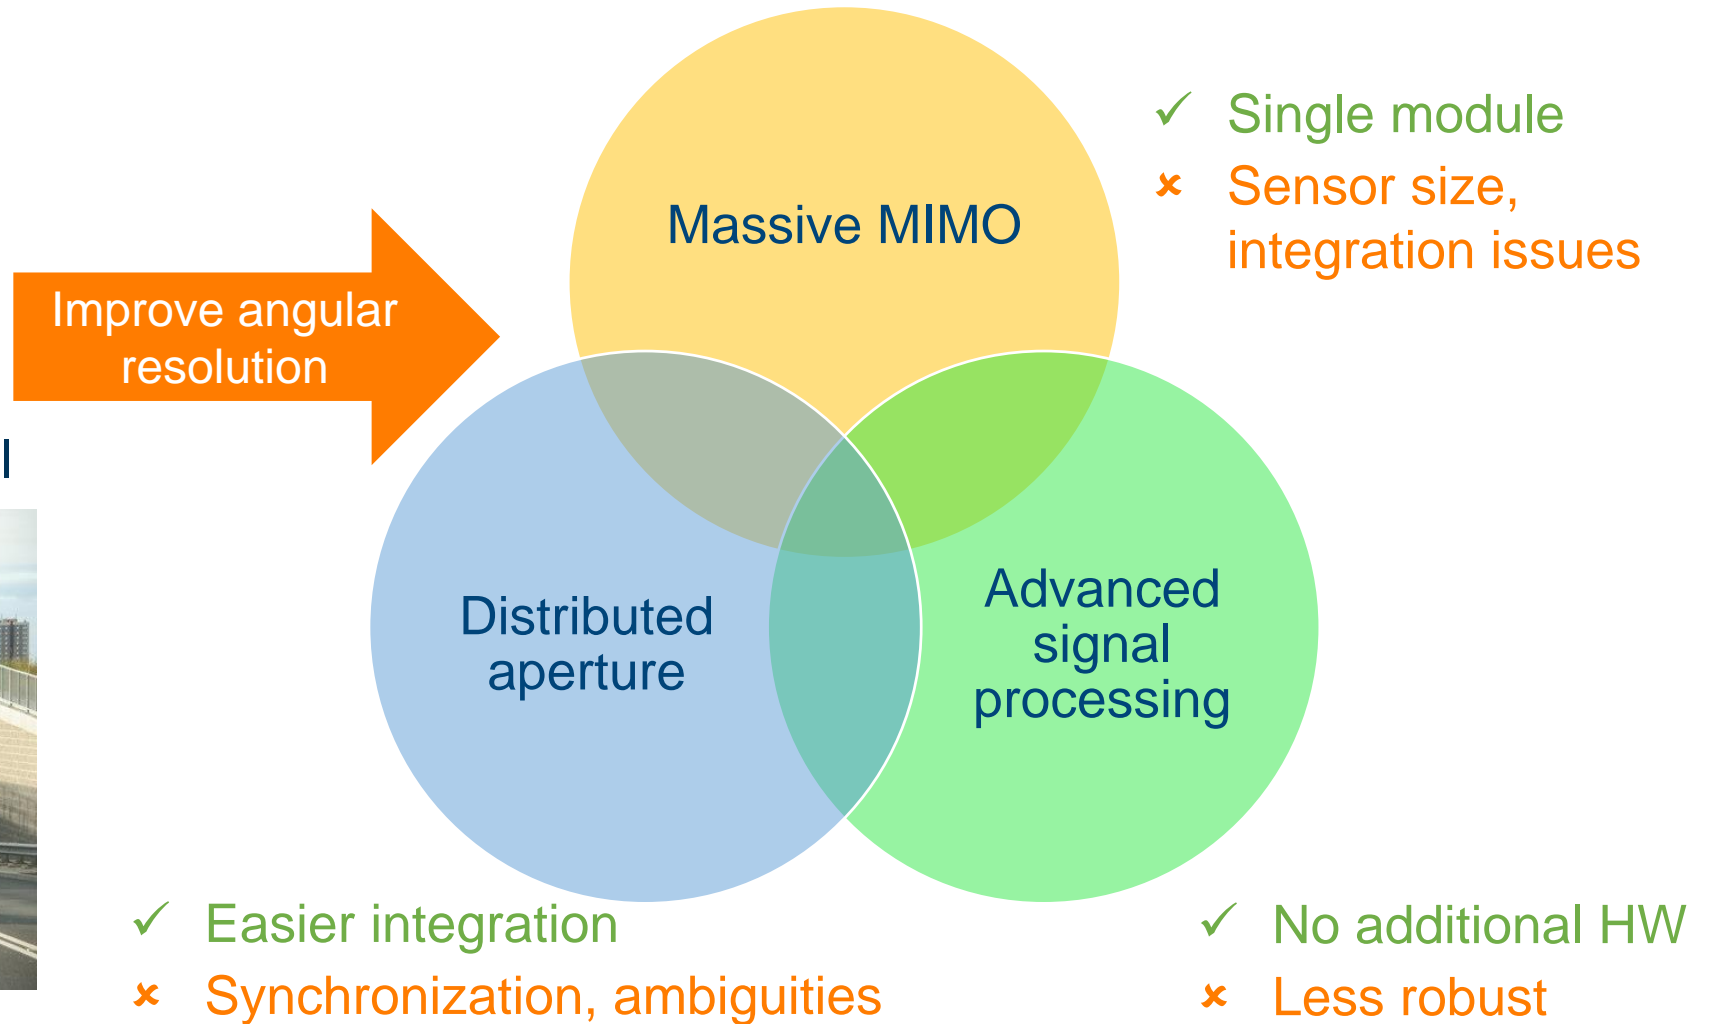 Massive MIMO
✓ Single module
✗ Sensor size,
integration issues
Improve angular
resolution
l
Distributed
aperture
Advanced
signal
processing
✓ Easier integration
✗ Synchronization, ambiguities
✓ No additional HW
✗ Less robust